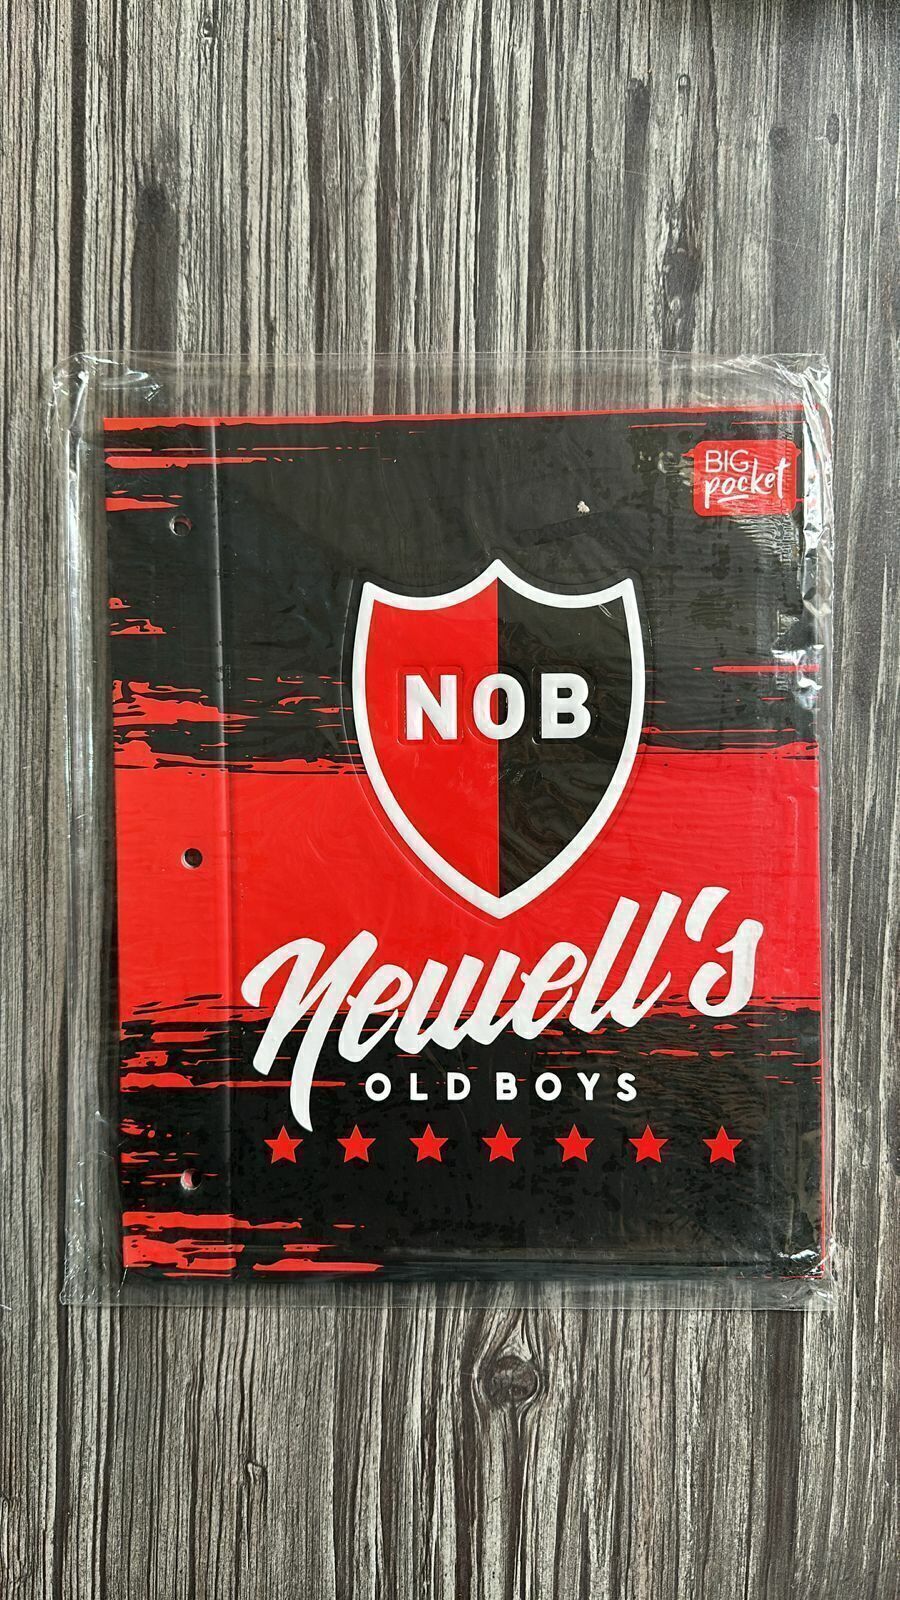 BIG
pocket
NOB
Newell's
OLD BOYS